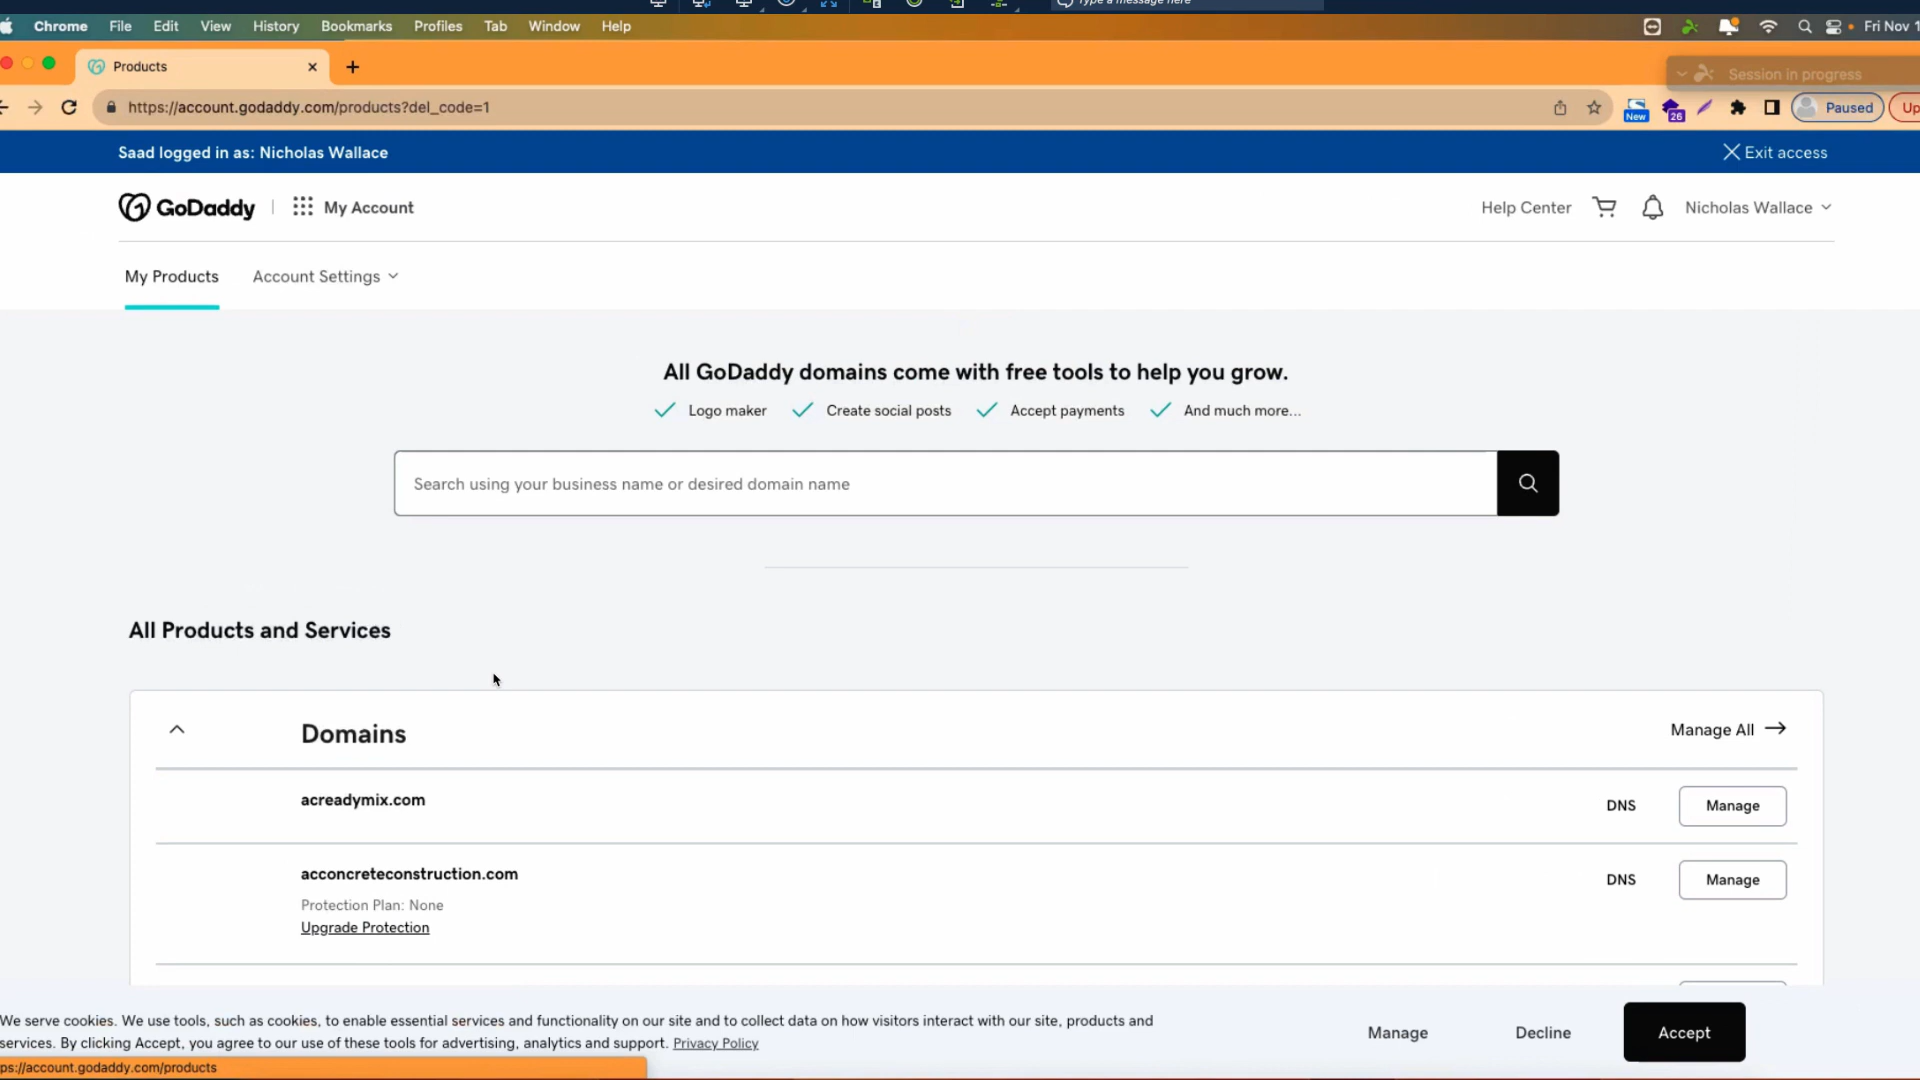 Type a message here
Chrome File Edit View History Bookmarks Profiles Tab Window Help
Fri Nov 1
Products
Session in progress
https://account.godaddy.com/products?del_code=1
New
26
Paused
Up
Saad logged in as: Nicholas Wallace
Exit access
GoDaddy
My Account
Help Center
Nicholas Wallace
My Products
Account Settings
All GoDaddy domains come with free tools to help you grow.
Logo maker
Create social posts
Accept payments
And much more...
Search using your business name or desired domain name
All Products and Services
Domains
Manage All
acreadymix.com
DNS
Manage
acconcreteconstruction.com
DNS
Manage
Protection Plan: None
Upgrade Protection
We serve cookies. We use tools, such as cookies, to enable essential services and functionality on our site and to collect data on how visitors interact with our site, products and
services. By clicking Accept, you agree to our use of these tools for advertising, analytics and support. Privacy Policy
Manage
Decline
Accept
ps://account.godaddy.com/products